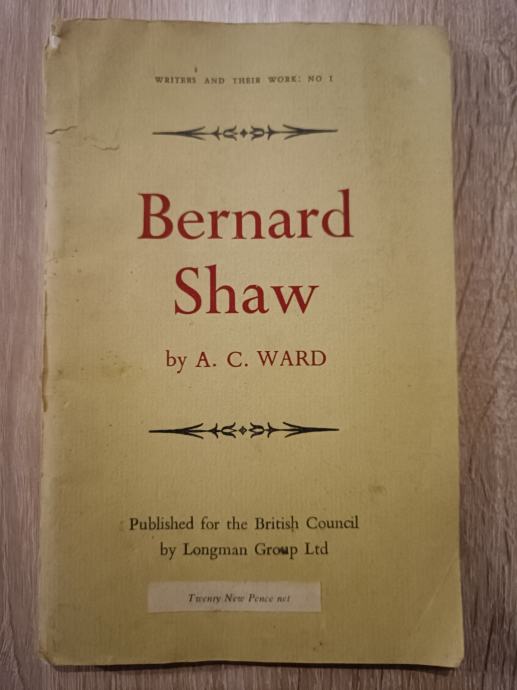 WRITERS AND THEIR WORK: NO 1
Bernard
Shaw
by A. C. WARD
Published for the British Council
by Longman Group Ltd
Twenty New Pence net